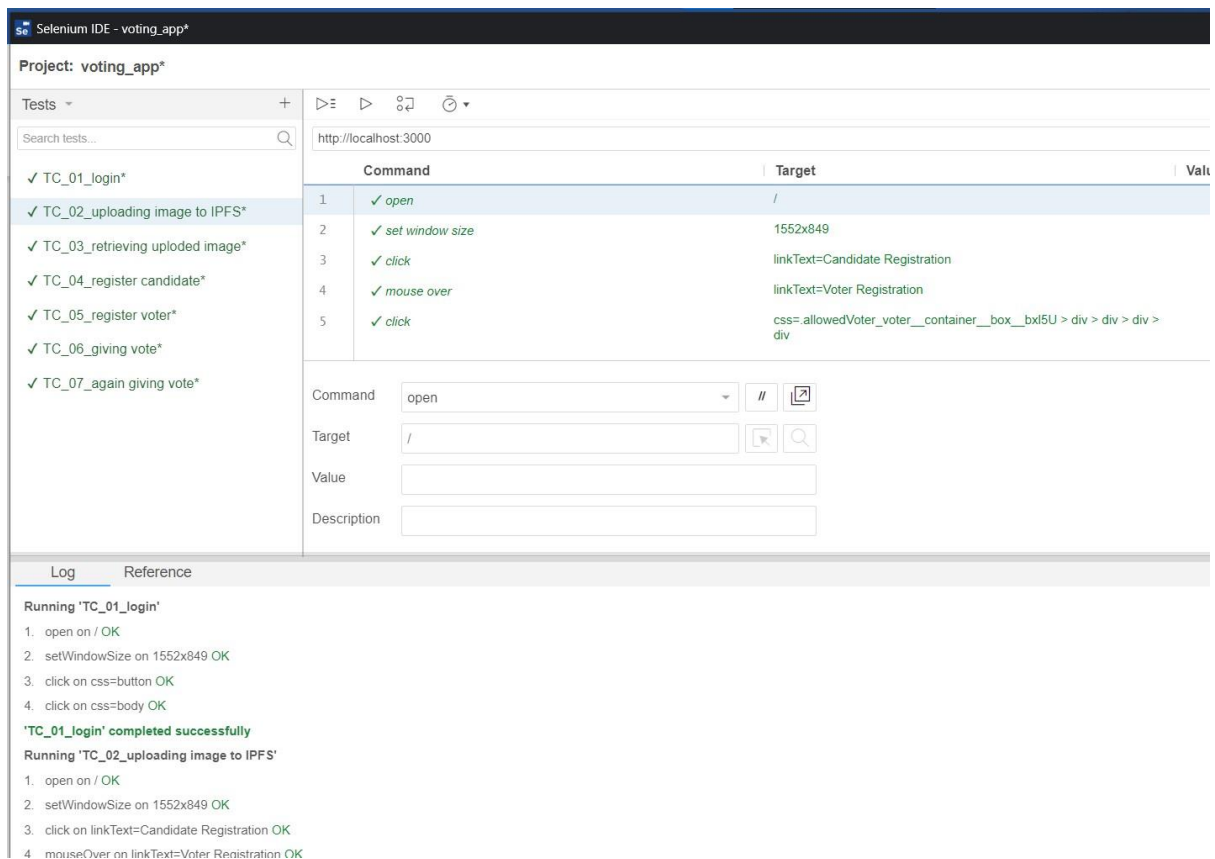 Se Selenium IDE - voting_app*
Project: voting_app*
Tests
Search tests...
✓ TC_01_login*
✓ TC_02_uploading image to IPFS*
✓ TC_03_retrieving uploded image*
✓ TC_04_register candidate*
✓ TC_05_register voter*
✓ TC_06_giving vote*
✓ TC_07_again giving vote*
http://localhost:3000
Command Target Valu
1 ✓ open /
2 ✓ set window size 1552x849
3 ✓ click linkText=Candidate Registration
4 ✓ mouse over linkText=Voter Registration
5 ✓ click css=.allowedVoter_voter__container__box__bxl5U > div > div > div >
div
Command open //
Target /
Value
Description
Log Reference
Running 'TC_01_login'
1. open on / OK
2. setWindowSize on 1552x849 OK
3. click on css=button OK
4. click on css=body OK
'TC_01_login' completed successfully
Running 'TC_02_uploading image to IPFS'
1. open on / OK
2. setWindowSize on 1552x849 OK
3. click on linkText=Candidate Registration OK
4. mouseOver on linkText=Voter Registration OK